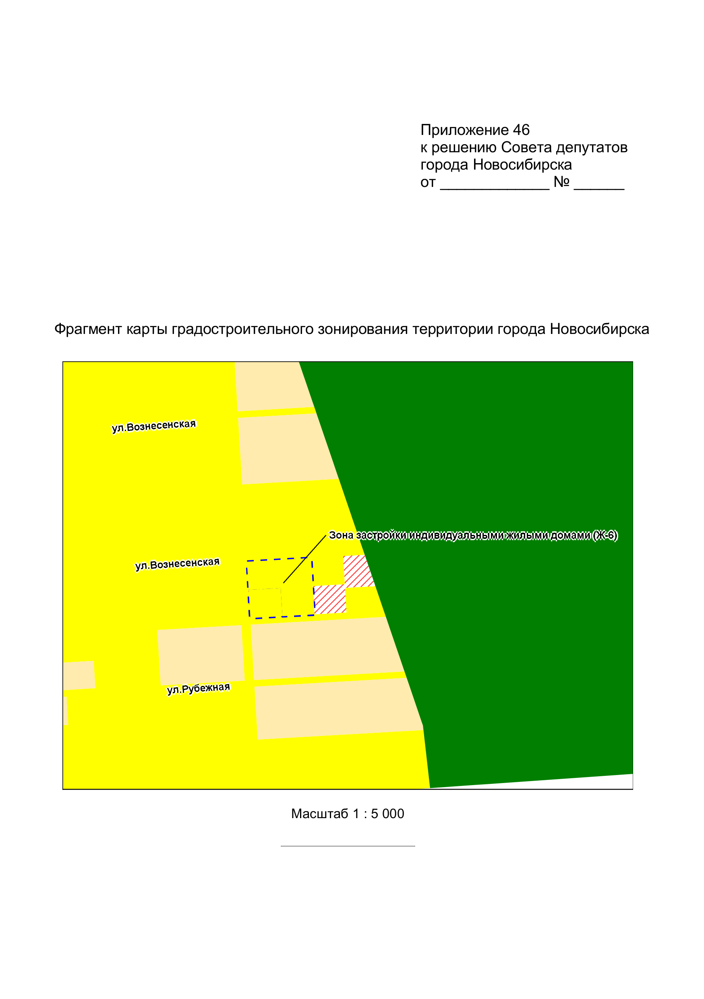 Приложение 46
к решению Совета депутатов
города Новосибирска
от _____________ № ______
Фрагмент карты градостроительного зонирования территории города Новосибирска
ул.Вознесенская
Зона застройки индивидуальными жилыми домами (Ж-6)
ул.Вознесенская
ул.Рубежная
Масштаб 1 : 5 000